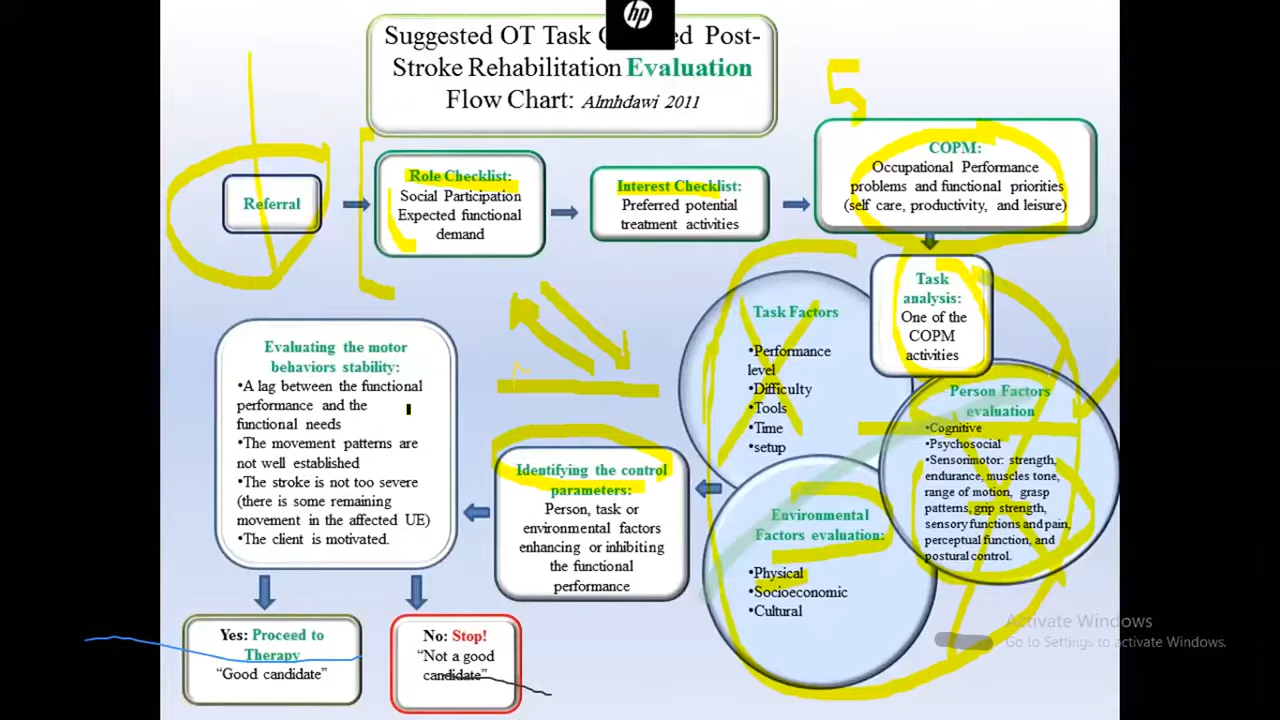 hp
Suggested OT Task ed Post-
Stroke Rehabilitation Evaluation
Flow Chart: Almhdawi 2011
5
Referral
Role Checklist:
Social Participation
Expected functional
demand
Interest Checklist:
Preferred potential
treatment activities
COPM:
Occupational Performance
problems and functional priorities
(self care, productivity, and leisure)
Task
analysis:
One of the
COPM
activities
Task Factors
•Performance
level
•Difficulty
•Tools
•Time
•setup
Person Factors
evaluation
•Cognitive
•Psychosocial
•Sensorimotor: strength,
endurance, muscles tone,
range of motion, grasp
patterns, grip strength,
sensory functions and pain,
perceptual function, and
postural control.
Environmental
Factors evaluation:
•Physical
•Socioeconomic
•Cultural
Identifying the control
parameters:
Person, task or
environmental factors
enhancing or inhibiting
the functional
performance
Evaluating the motor
behaviors stability:
•A lag between the functional
performance and the
functional needs
•The movement patterns are
not well established
•The stroke is not too severe
(there is some remaining
movement in the affected UE)
•The client is motivated.
Yes: Proceed to
Therapy
“Good candidate”
No: Stop!
“Not a good
candidate”
Activate Windows
Go to Settings to activate Windows.